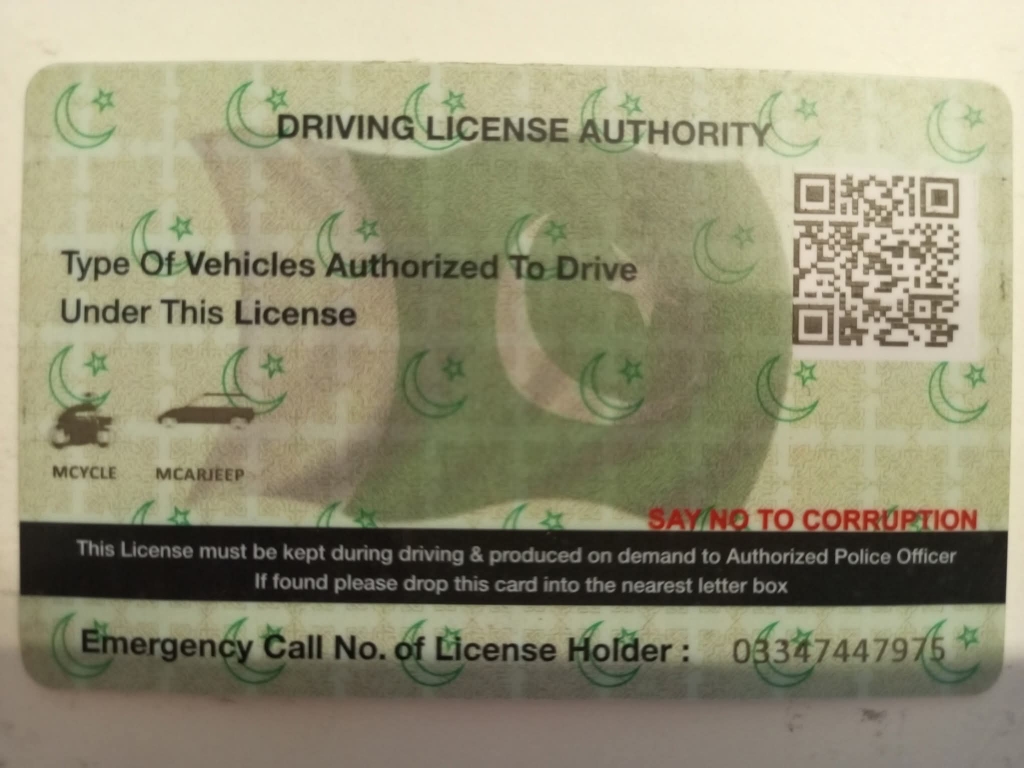 DRIVING LICENSE AUTHORITY
Type Of Vehicles Authorized To Drive
Under This License
MCYCLE MCARJEEP
SAY NO TO CORRUPTION
This License must be kept during driving & produced on demand to Authorized Police Officer
If found please drop this card into the nearest letter box
Emergency Call No. of License Holder : 03347447975